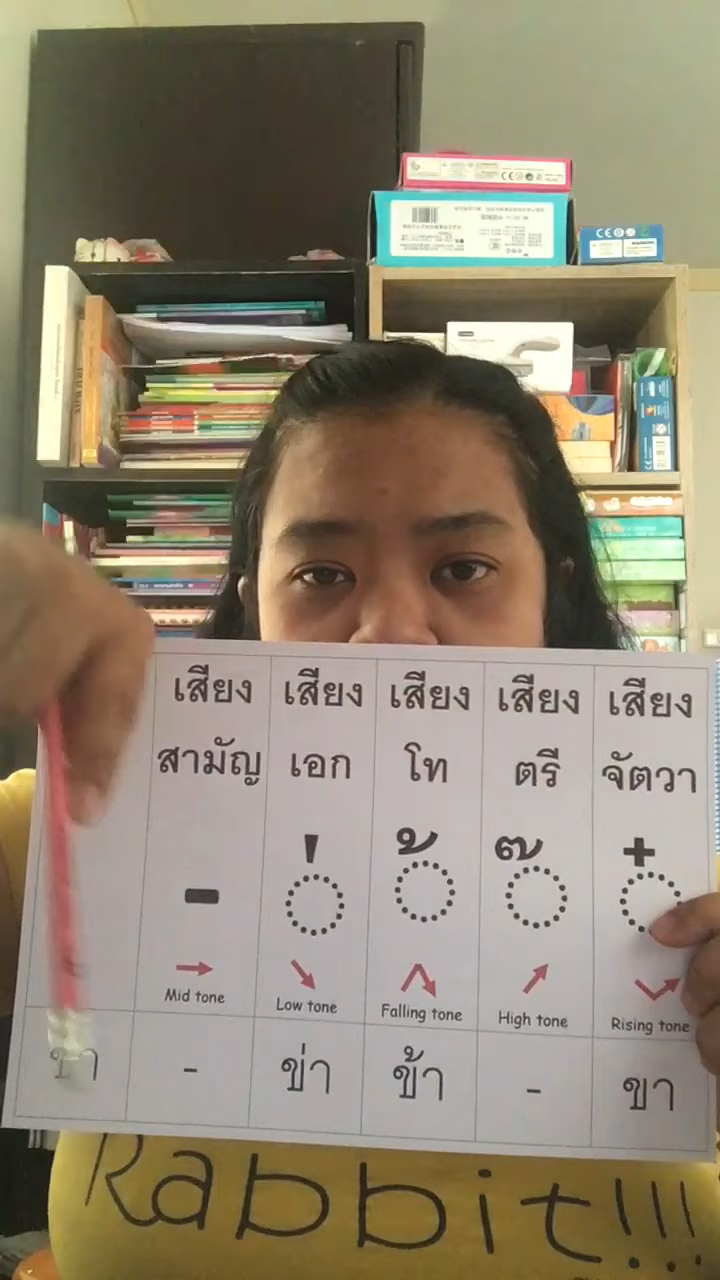 เสียง เสียง เสียง เสียง เสียง
สามัญ เอก โท ตรี จัตวา
- ่ ้ ๊ ๋
Mid tone Low tone Falling tone High tone Rising tone
ขา - ข่า ข้า - ขา
Rabbit!!!